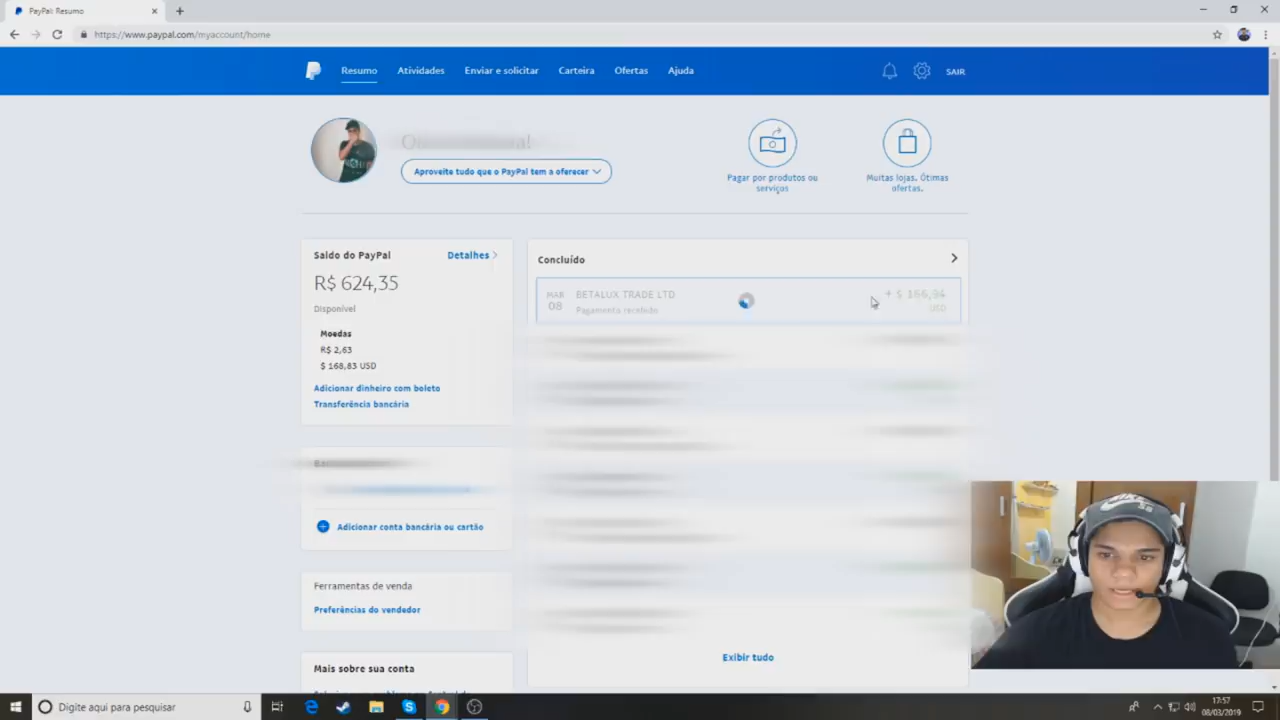 PayPal: Resumo
https://www.paypal.com/myaccount/home
Resumo
Atividades
Enviar e solicitar
Carteira
Ofertas
Ajuda
SAIR
Aproveite tudo que o PayPal tem a oferecer
Pagar por produtos ou
serviços
Muitas lojas. Ótimas
ofertas.
Saldo do PayPal
Detalhes
R$ 624,35
Disponível
Moedas
R$ 2,63
$ 168,83 USD
Adicionar dinheiro com boleto
Transferência bancária
Adicionar conta bancária ou cartão
Ferramentas de venda
Preferências do vendedor
Mais sobre sua conta
Concluído
MAR
08
BETALUX TRADE LTD
Pagamento recebido
+ $ 166,94
USD
Exibir tudo
Digite aqui para pesquisar
17:57
08/03/2019